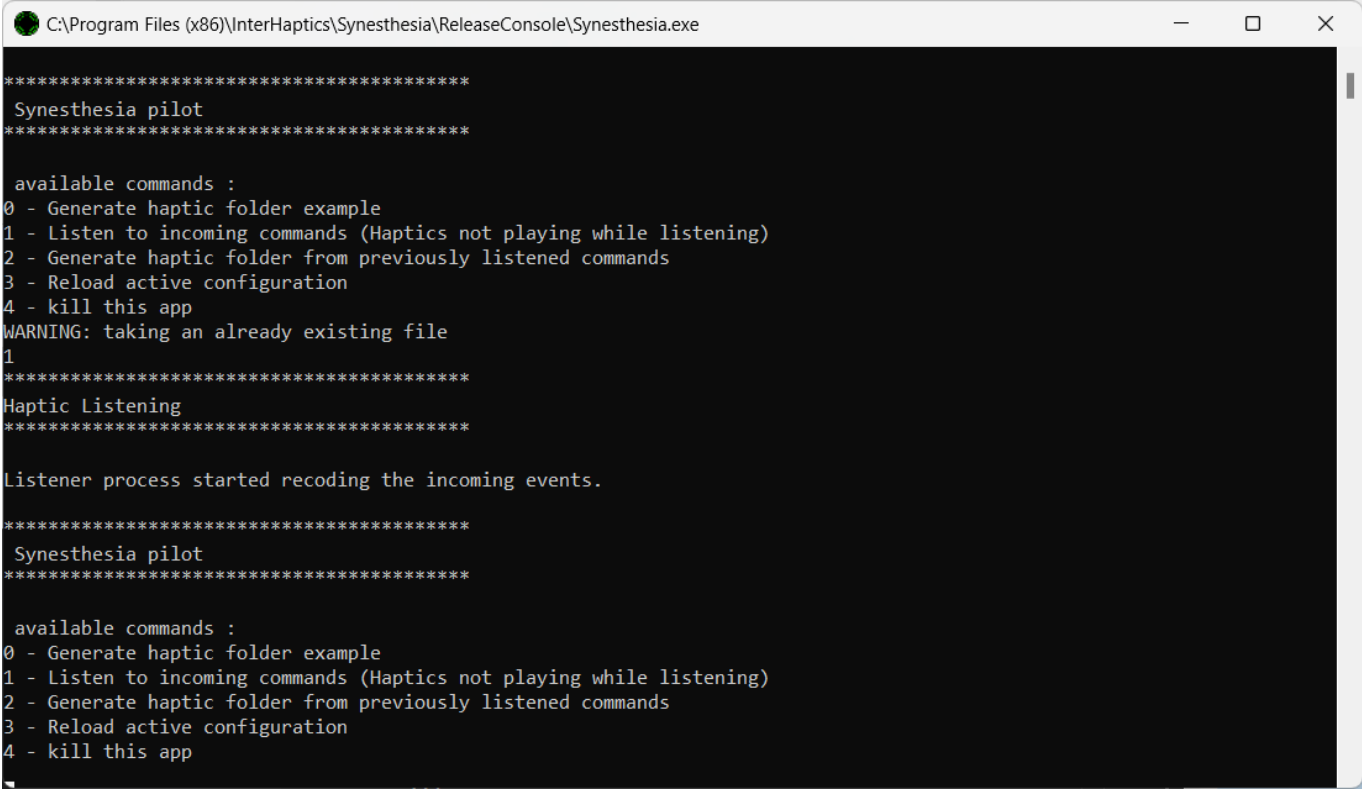 C:\Program Files (x86)\InterHaptics\Synesthesia\ReleaseConsole\Synesthesia.exe
******************************************
Synesthesia pilot
******************************************
available commands :
0 - Generate haptic folder example
1 - Listen to incoming commands (Haptics not playing while listening)
2 - Generate haptic folder from previously listened commands
3 - Reload active configuration
4 - kill this app
WARNING: taking an already existing file
1
******************************************
Haptic Listening
******************************************
Listener process started recoding the incoming events.
******************************************
Synesthesia pilot
******************************************
available commands :
0 - Generate haptic folder example
1 - Listen to incoming commands (Haptics not playing while listening)
2 - Generate haptic folder from previously listened commands
3 - Reload active configuration
4 - kill this app